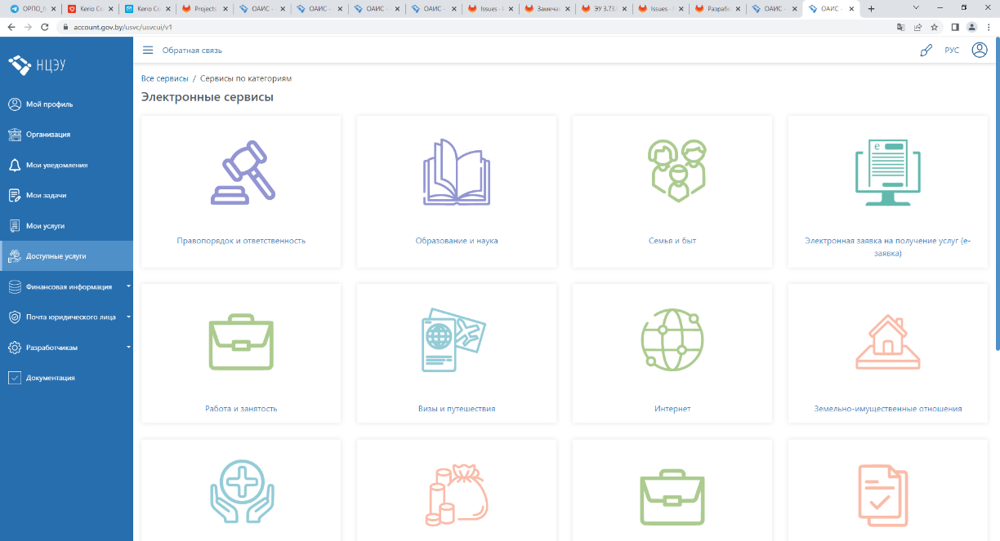 ОРПО_
Kerio Co
Kerio Co
Projects
ОАИС -
ОАИС -
ОАИС -
ОАИС -
Issues -
Замеча
ЭУ 3.73
Issues -
Разрабо
ОАИС -
ОАИС -
account.gov.by/usvc/usvcui/v1
НЦЭУ
Обратная связь
РУС
Мой профиль
Организация
Мои уведомления
Мои задачи
Мои услуги
Доступные услуги
Финансовая информация
Почта юридического лица
Разработчикам
Документация
Все сервисы / Сервисы по категориям
Электронные сервисы
e
Правопорядок и ответственность
Образование и наука
Семья и быт
Электронная заявка на получение услуг (е-
заявка)
Работа и занятость
Визы и путешествия
Интернет
Земельно-имущественные отношения